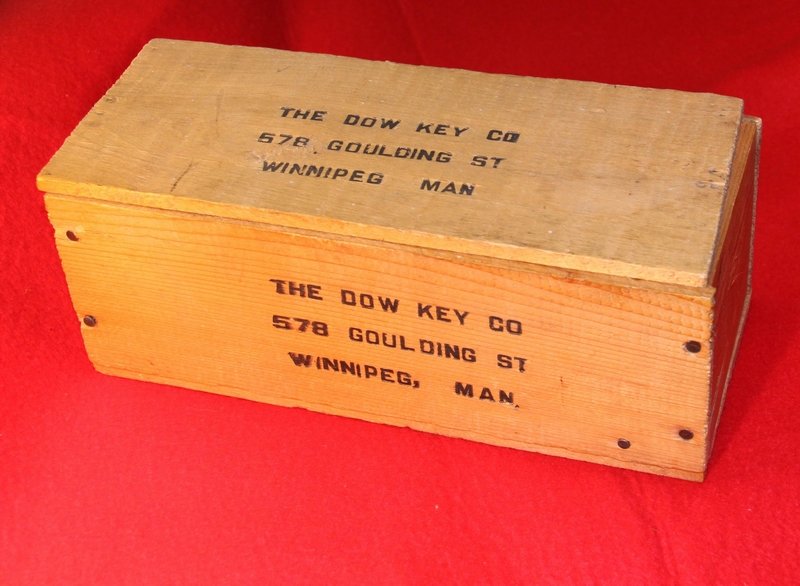 THE DOW KEY CO
578 GOULDING ST
WINNIPEG MAN
THE DOW KEY CO
578 GOULDING ST
WINNIPEG, MAN.